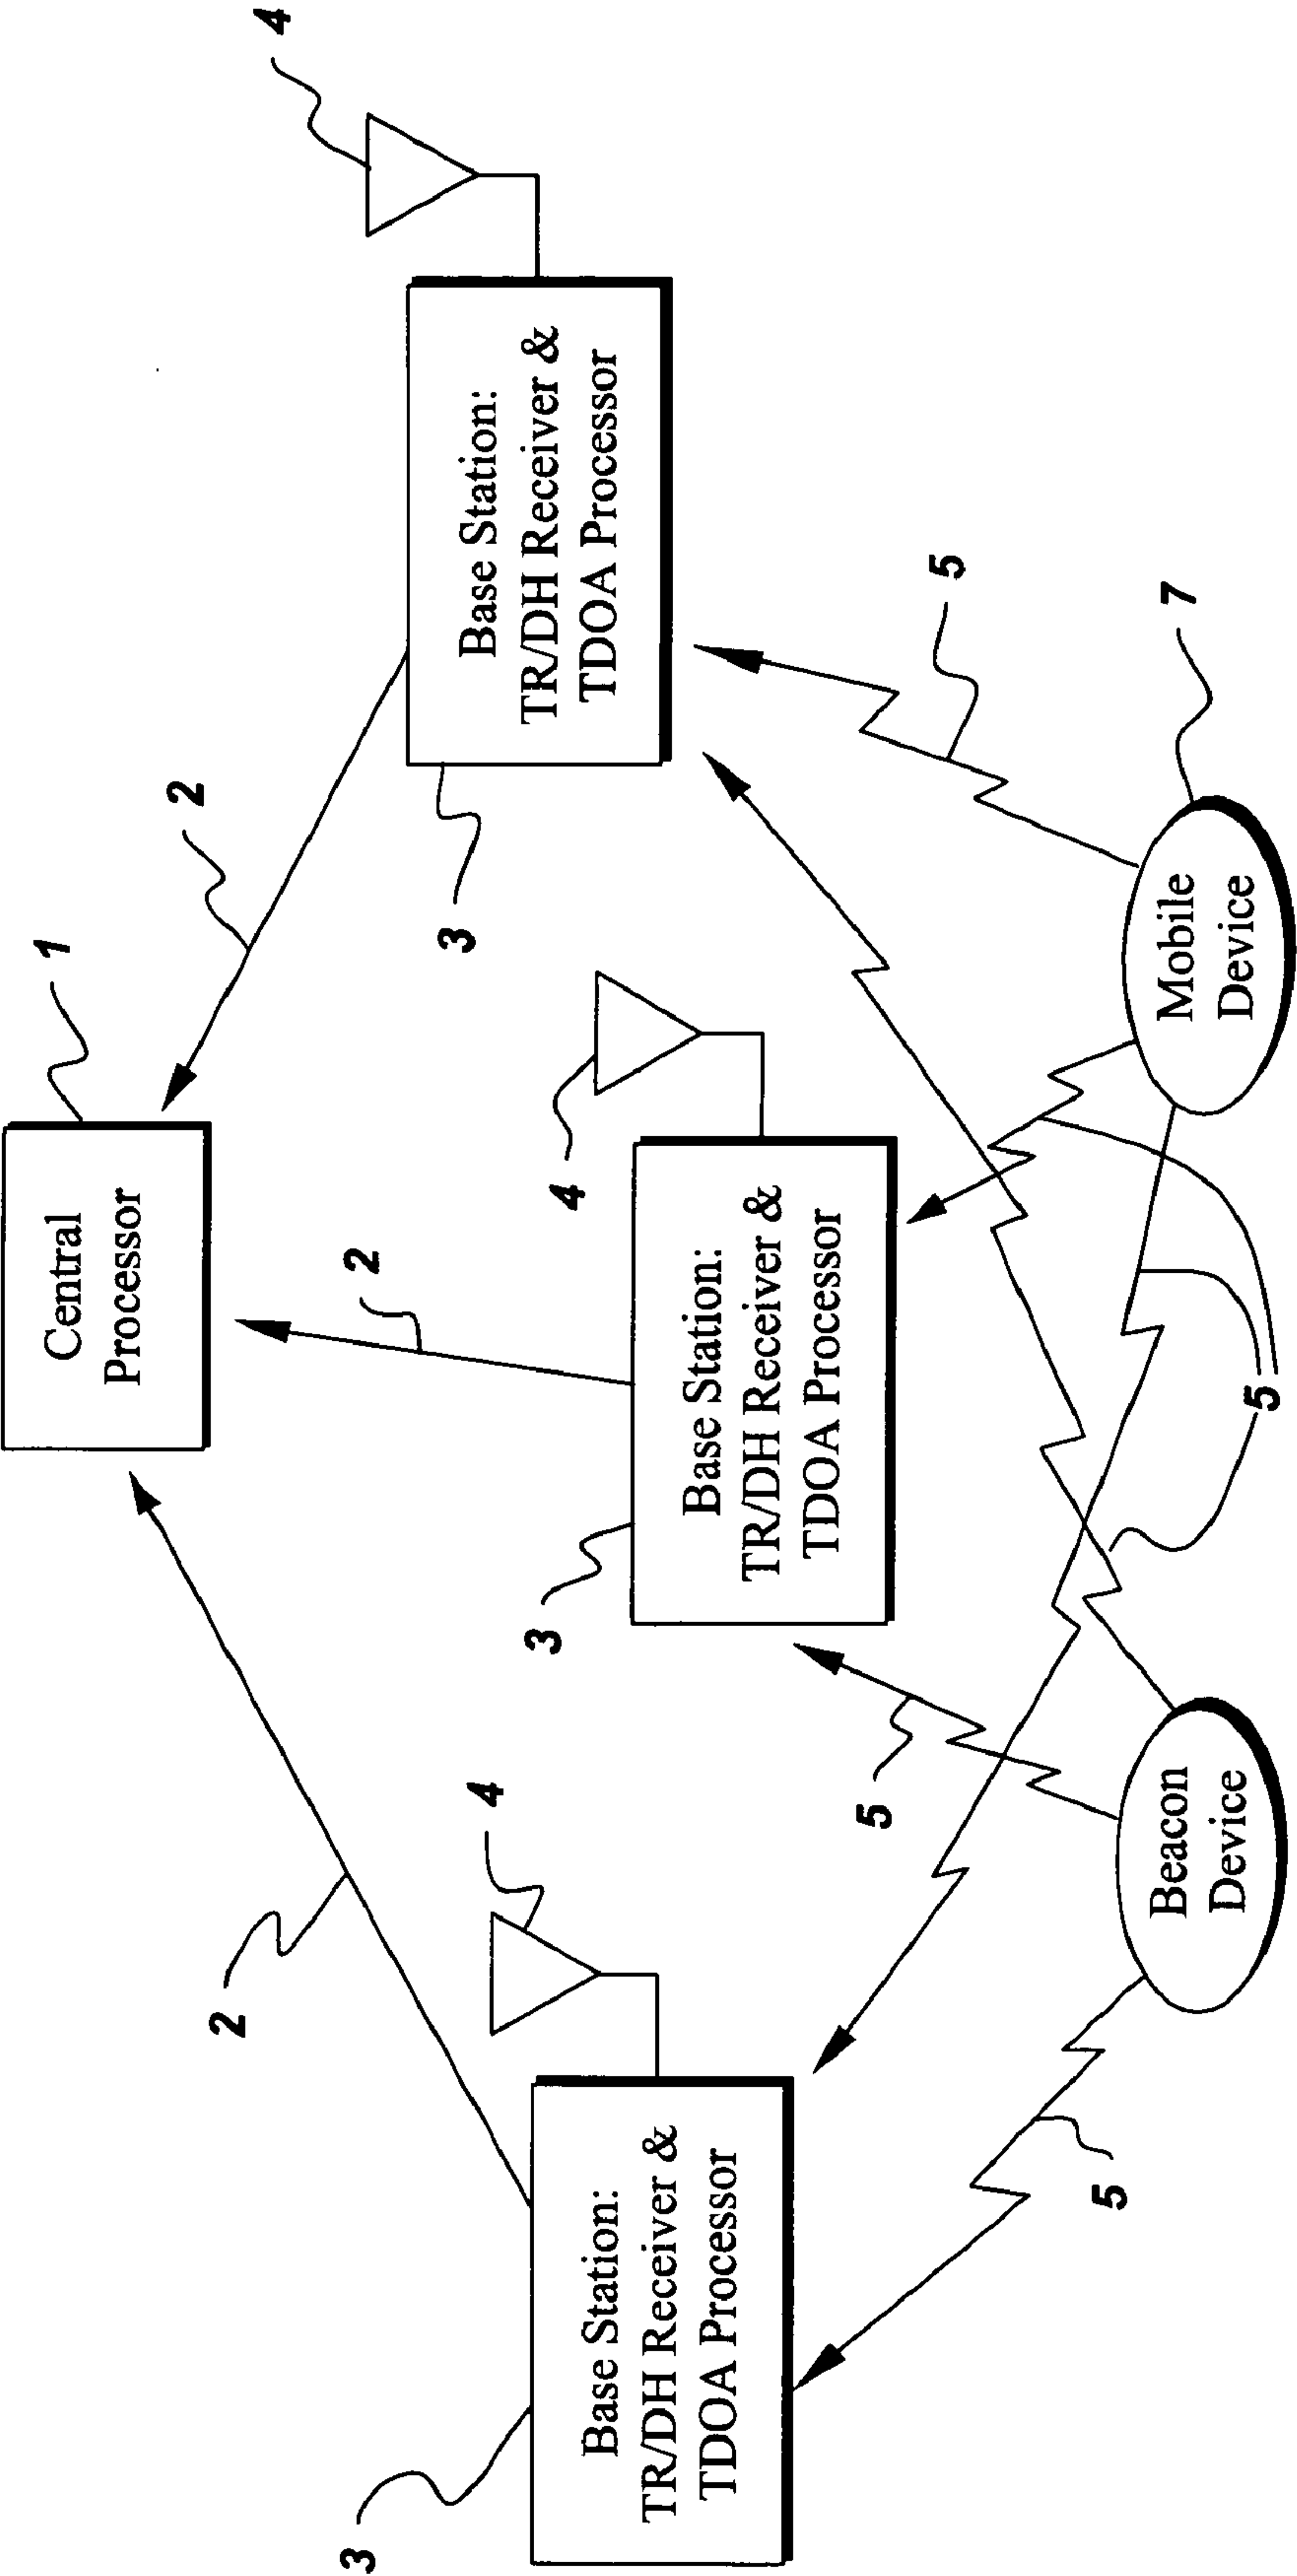 1
Central
Processor
2
2
2
4
4
4
3
Base Station:
TR/DH Receiver &
TDOA Processor
3
Base Station:
TR/DH Receiver &
TDOA Processor
3
Base Station:
TR/DH Receiver &
TDOA Processor
5
5
5
5
Beacon
Device
Mobile
Device
7